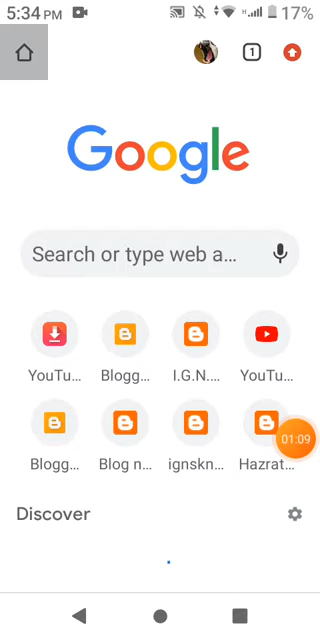 5:34 PM H 17%
1
Google
Search or type web a...
YouTu... Blogg... I.G.N.... YouTu...
Blogg... Blog n... ignskn... Hazrat...
01:09
Discover